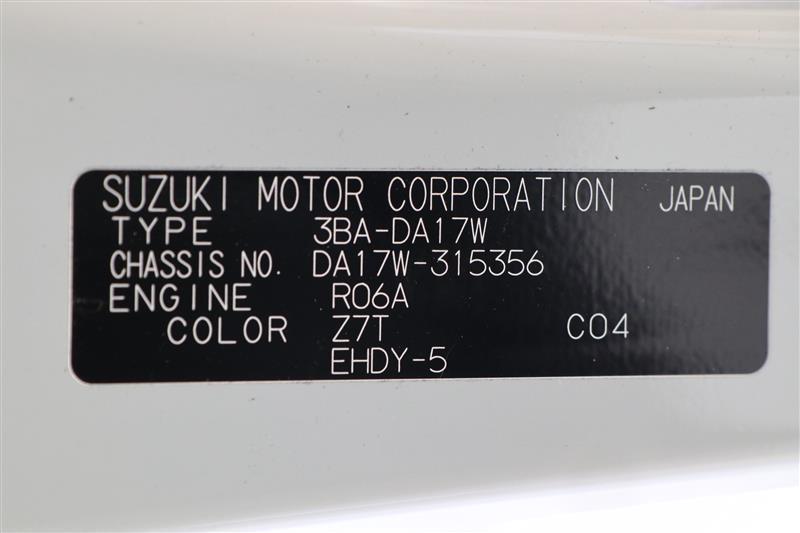 SUZUKI MOTOR CORPORATION JAPAN
TYPE 3BA-DA17W
CHASSIS NO. DA17W-315356
ENGINE R06A
COLOR Z7T C04
EHDY-5